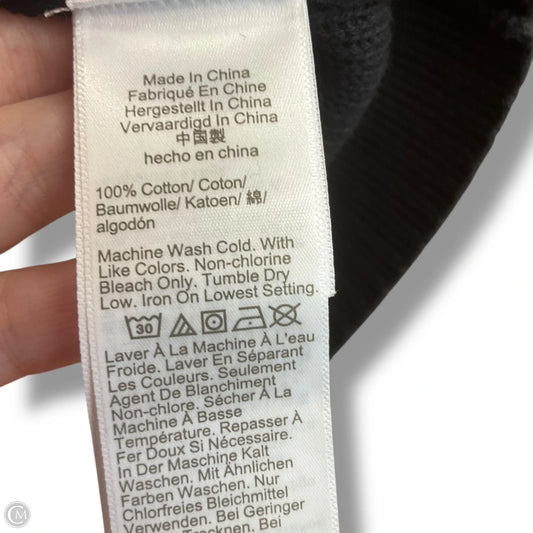 Made In China
Fabriqué En Chine
Hergestellt In China
Vervaardigd In China
中国製
hecho en china
100% Cotton/ Coton/
Baumwolle/ Katoen/ 綿/
algodón
Machine Wash Cold. With
Like Colors. Non-chlorine
Bleach Only. Tumble Dry
Low. Iron On Lowest Setting.
30
Laver À La Machine À L'eau
Froide. Laver En Séparant
Les Couleurs. Seulement
Agent De Blanchiment
Non-chlore. Sécher À La
Machine À Basse
Température. Repasser À
Fer Doux Si Nécessaire.
In Der Maschine Kalt
Waschen. Mit Ähnlichen
Farben Waschen. Nur
Chlorfreies Bleichmittel
Verwenden. Bei Geringer
Trocknen. Bei
CM